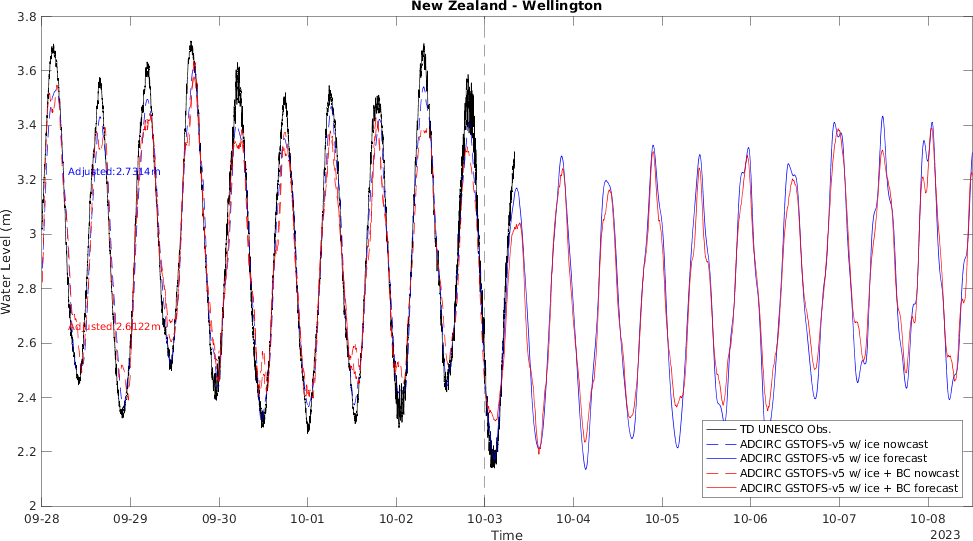 New Zealand - Wellington
3.8
3.6
3.4
3.2
3
2.8
2.6
2.4
2.2
2
Water Level (m)
Adjusted:2.7314m
Adjusted:2.6122m
TD UNESCO Obs.
ADCIRC GSTOFS-v5 w/ ice nowcast
ADCIRC GSTOFS-v5 w/ ice forecast
ADCIRC GSTOFS-v5 w/ ice + BC nowcast
ADCIRC GSTOFS-v5 w/ ice + BC forecast
09-28 09-29 09-30 10-01 10-02 10-03 10-04 10-05 10-06 10-07 10-08
Time
2023